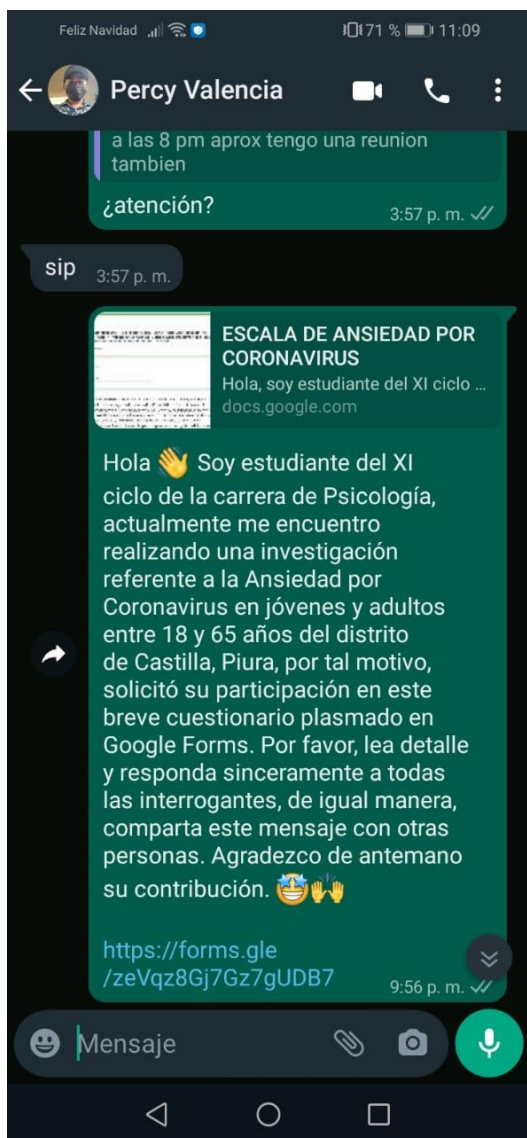 Feliz Navidad 71 % 11:09
Percy Valencia
a las 8 pm aprox tengo una reunion
tambien
¿atención?
3:57 p. m.
sip 3:57 p. m.
ESCALA DE ANSIEDAD POR
CORONAVIRUS
Hola, soy estudiante del XI ciclo ...
docs.google.com
Hola 👋 Soy estudiante del XI
ciclo de la carrera de Psicología,
actualmente me encuentro
realizando una investigación
referente a la Ansiedad por
Coronavirus en jóvenes y adultos
entre 18 y 65 años del distrito
de Castilla, Piura, por tal motivo,
solicitó su participación en este
breve cuestionario plasmado en
Google Forms. Por favor, lea detalle
y responda sinceramente a todas
las interrogantes, de igual manera,
comparta este mensaje con otras
personas. Agradezco de antemano
su contribución. 🤩🙌
https://forms.gle
/zeVqz8Gj7Gz7gUDB7
9:56 p. m.
Mensaje